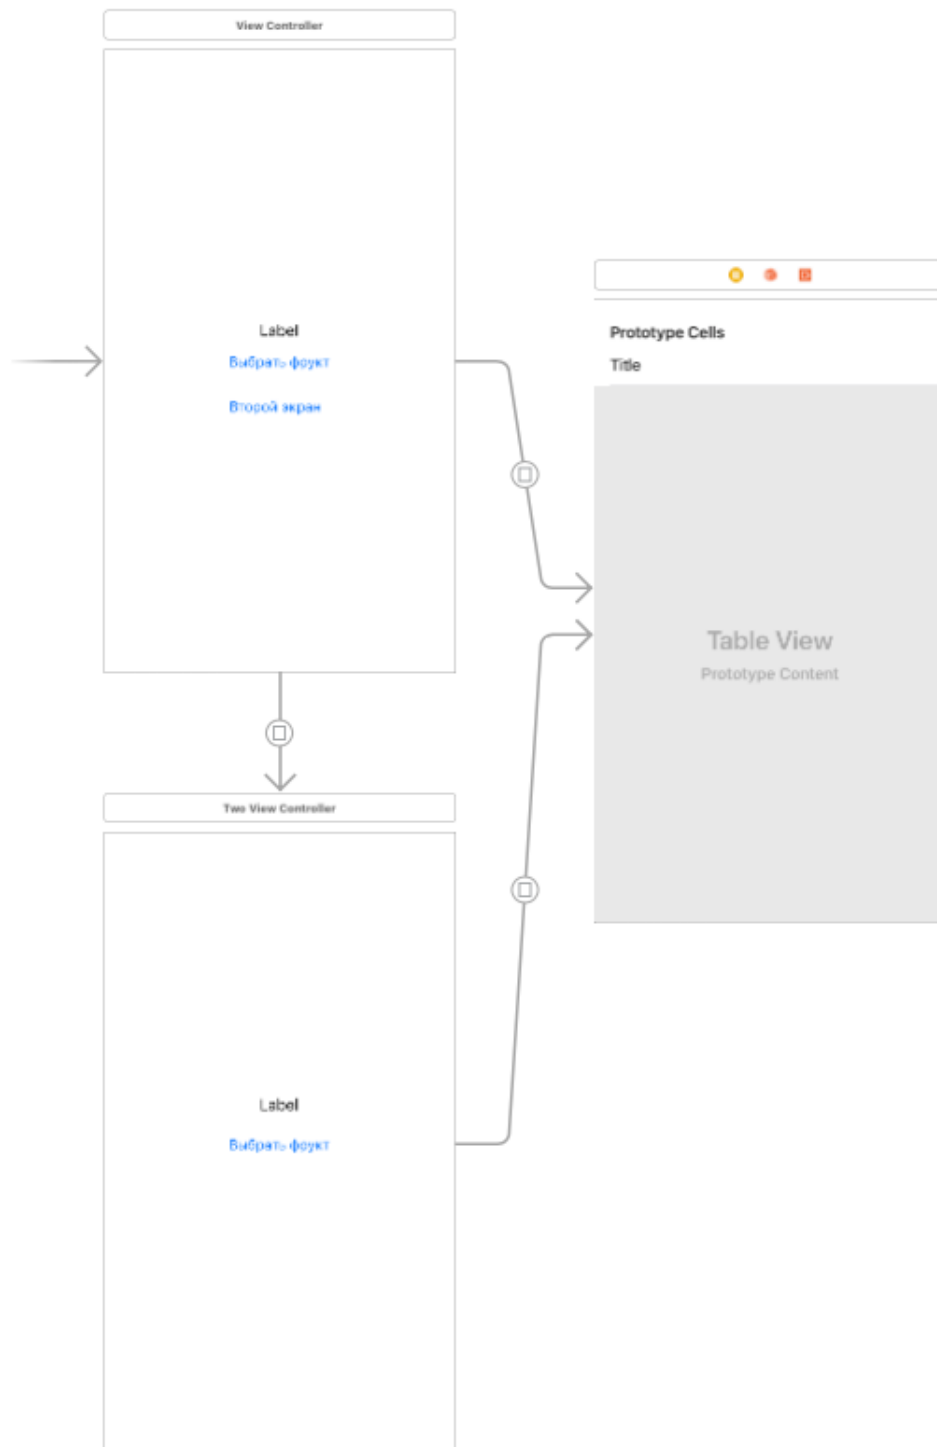 View Controller
Label
Выбрать фрукт
Второй экран
Prototype Cells
Title
Table View
Prototype Content
Two View Controller
Label
Выбрать фрукт